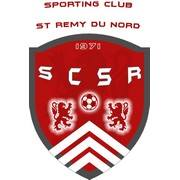 SPORTING CLUB
ST REMY DU NORD
1971
SCSR